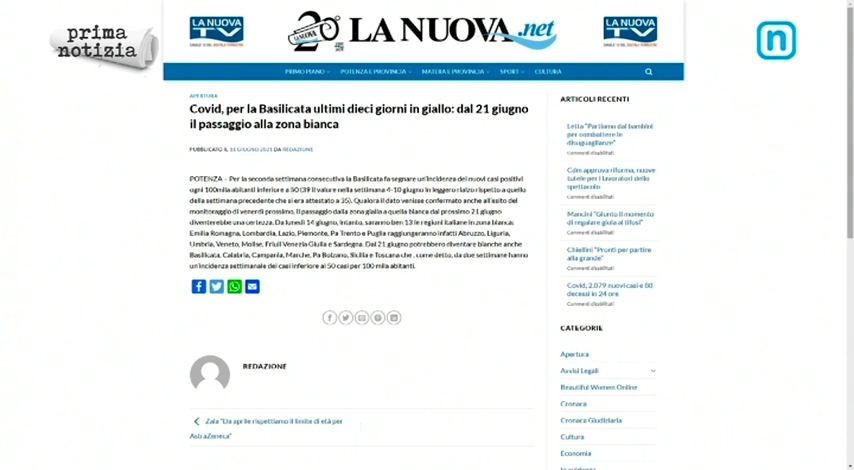 prima
notizia
LA NUOVA
TV
LA NUOVA.net
LA NUOVA
TV
n
PRIMO PIANO
POTENZA E PROVINCIA
MATERA E PROVINCIA
SPORT
CULTURA
APERTURA
Covid, per la Basilicata ultimi dieci giorni in giallo: dal 21 giugno
il passaggio alla zona bianca
PUBBLICATO IL 11 GIUGNO 2021 DA REDAZIONE
POTENZA – Per la seconda settimana consecutiva la Basilicata fa segnare un'incidenza dei nuovi casi positivi
ogni 100mila abitanti inferiore a 50 (39 il valore nella settimana 4-10 giugno in leggero rialzo rispetto a quello
della settimana precedente che si era attestato a 35). Qualora il dato venisse confermato anche all'esito del
monitoraggio di venerdì prossimo, il passaggio dalla zona gialla a quella bianca dal prossimo 21 giugno
diventerebbe una certezza. Da lunedì 14 giugno, intanto, saranno ben 13 le regioni italiane in zona bianca:
Emilia Romagna, Lombardia, Lazio, Piemonte, Pa Trento e Puglia raggiungeranno infatti Abruzzo, Liguria,
Umbria, Veneto, Molise, Friuli Venezia Giulia e Sardegna. Dal 21 giugno potrebbero diventare bianche anche
Basilicata, Calabria, Campania, Marche, Pa Bolzano, Sicilia e Toscana che, come detto, da due settimane hanno
un'incidenza settimanale dei casi inferiore ai 50 casi per 100 mila abitanti.
REDAZIONE
Zaia "Da aprile rispettiamo il limite di età per
AstraZeneca"
ARTICOLI RECENTI
Letta "Partiamo dai bambini
per combattere le
disuguaglianze"
Commenti disabilitati
Cdm approva riforma, nuove
tutele per i lavoratori dello
spettacolo
Commenti disabilitati
Mancini "Giunto il momento
di regalare gioia ai tifosi"
Commenti disabilitati
Chiellini "Pronti per partire
alla grande"
Commenti disabilitati
Covid, 2.079 nuovi casi e 88
decessi in 24 ore
Commenti disabilitati
CATEGORIE
Apertura
Avvisi Legali
Beautiful Women Online
Cronaca
Cronaca Giudiziaria
Cultura
Economia
In evidenza